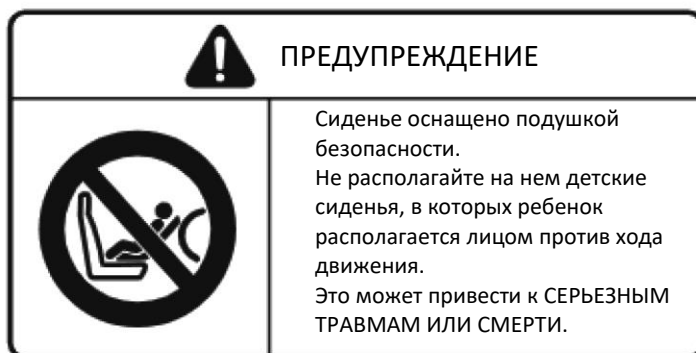 ПРЕДУПРЕЖДЕНИЕ
Сиденье оснащено подушкой
безопасности.
Не располагайте на нем детские
сиденья, в которых ребенок
располагается лицом против хода
движения.
Это может привести к СЕРЬЕЗНЫМ
ТРАВМАМ ИЛИ СМЕРТИ.